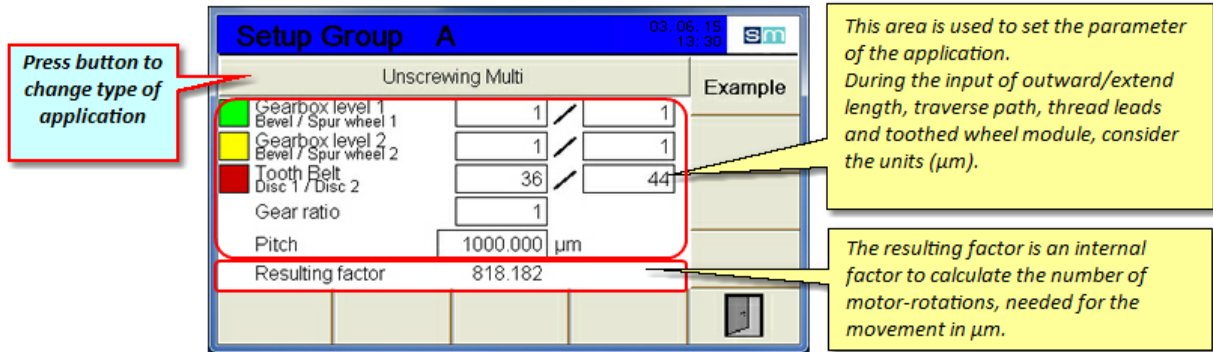 Press button to
change type of
application
Setup Group A
03. 06. 15
13. 30
sm
Unscrewing Multi
Example
Gearbox level 1
Bevel / Spur wheel 1
1 / 1
Gearbox level 2
Bevel / Spur wheel 2
1 / 1
Tooth Belt
Disc 1 / Disc 2
36 / 44
Gear ratio 1
Pitch 1000.000 µm
Resulting factor 818.182
This area is used to set the parameter
of the application.
During the input of outward/extend
length, traverse path, thread leads
and toothed wheel module, consider
the units (µm).
The resulting factor is an internal
factor to calculate the number of
motor-rotations, needed for the
movement in µm.